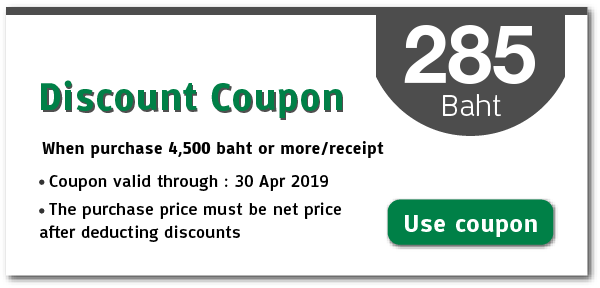 285
Baht
Discount Coupon
When purchase 4,500 baht or more/receipt
• Coupon valid through : 30 Apr 2019
• The purchase price must be net price
after deducting discounts
Use coupon